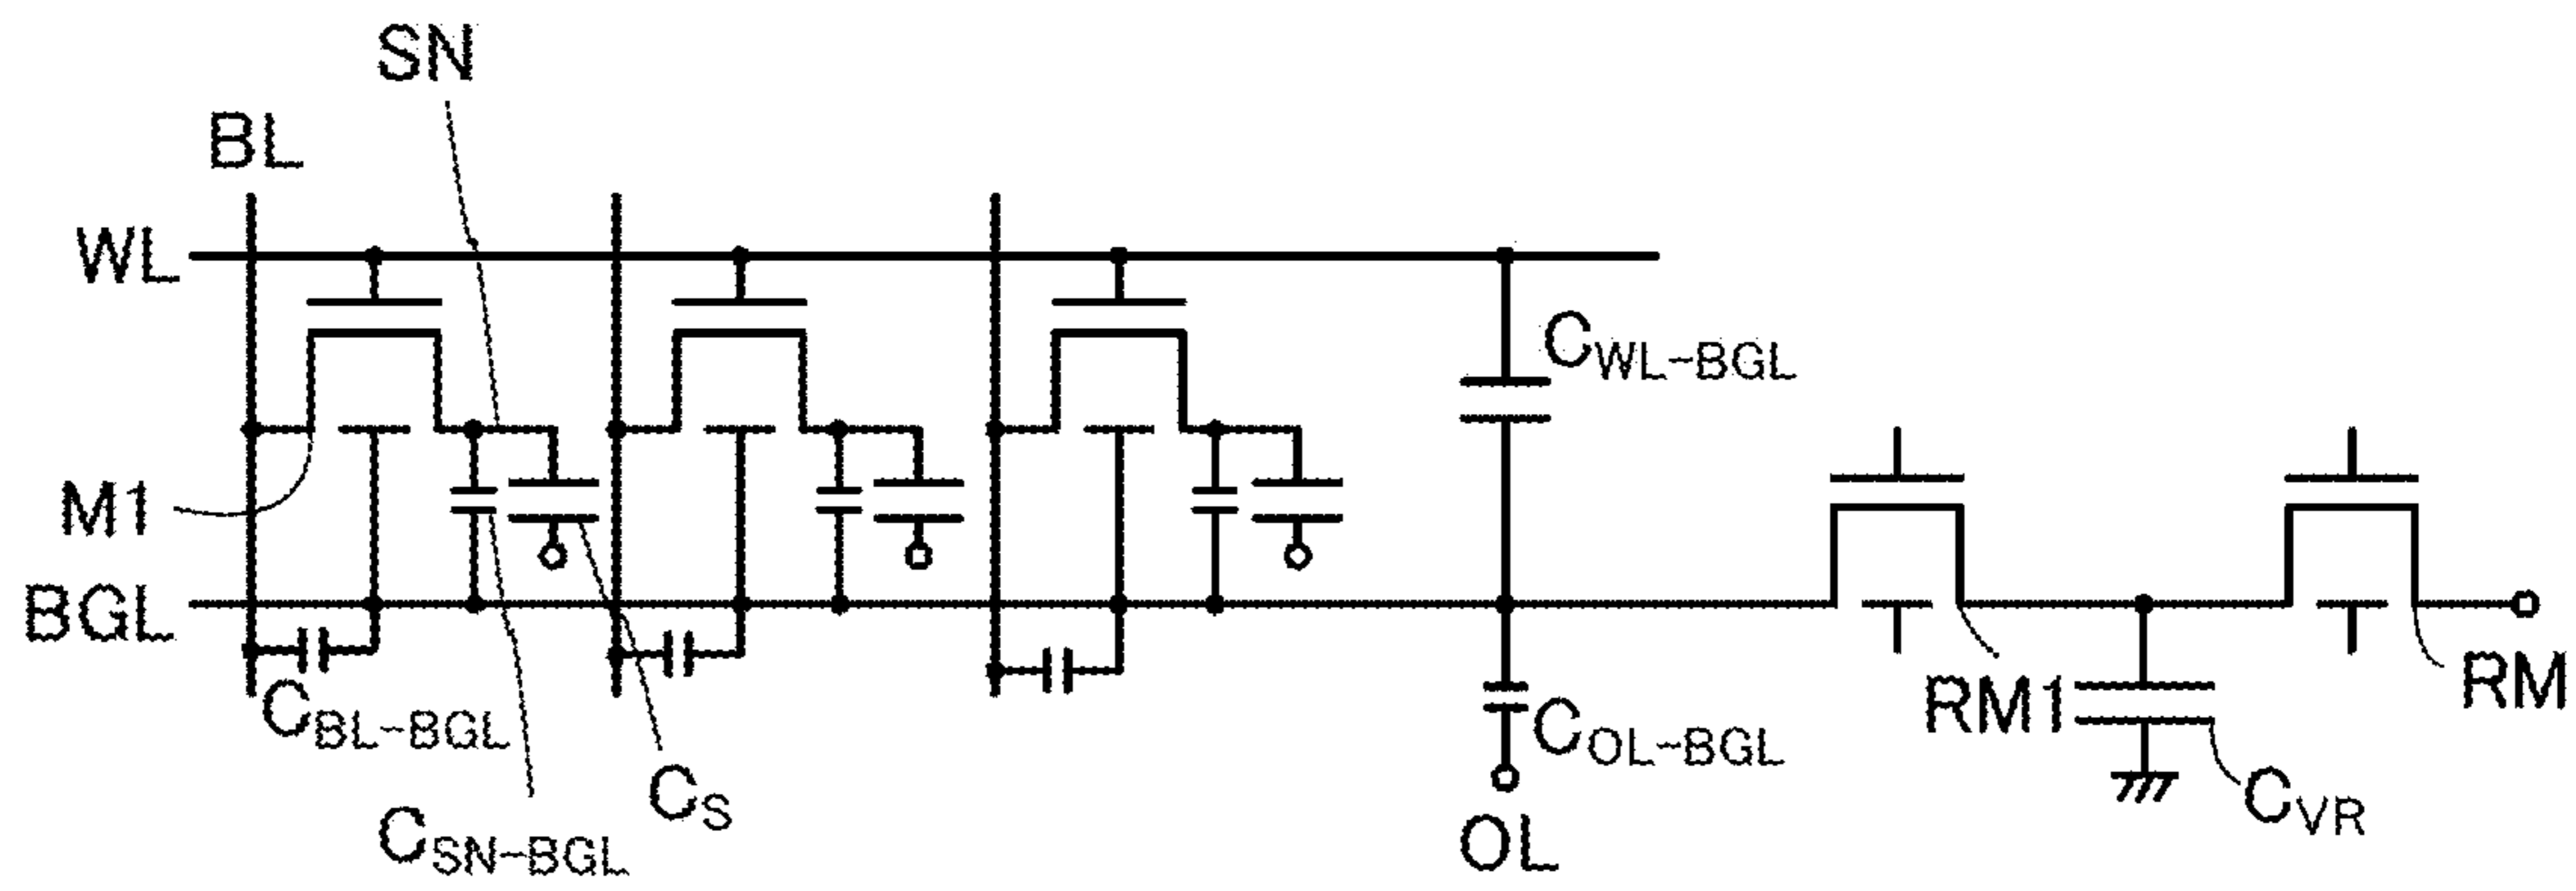 SN
BL
WL
CWL-BGL
M1
BGL
RM1
RM
CBL-BGL
COL-BGL
CS
CVR
CSN-BGL
OL